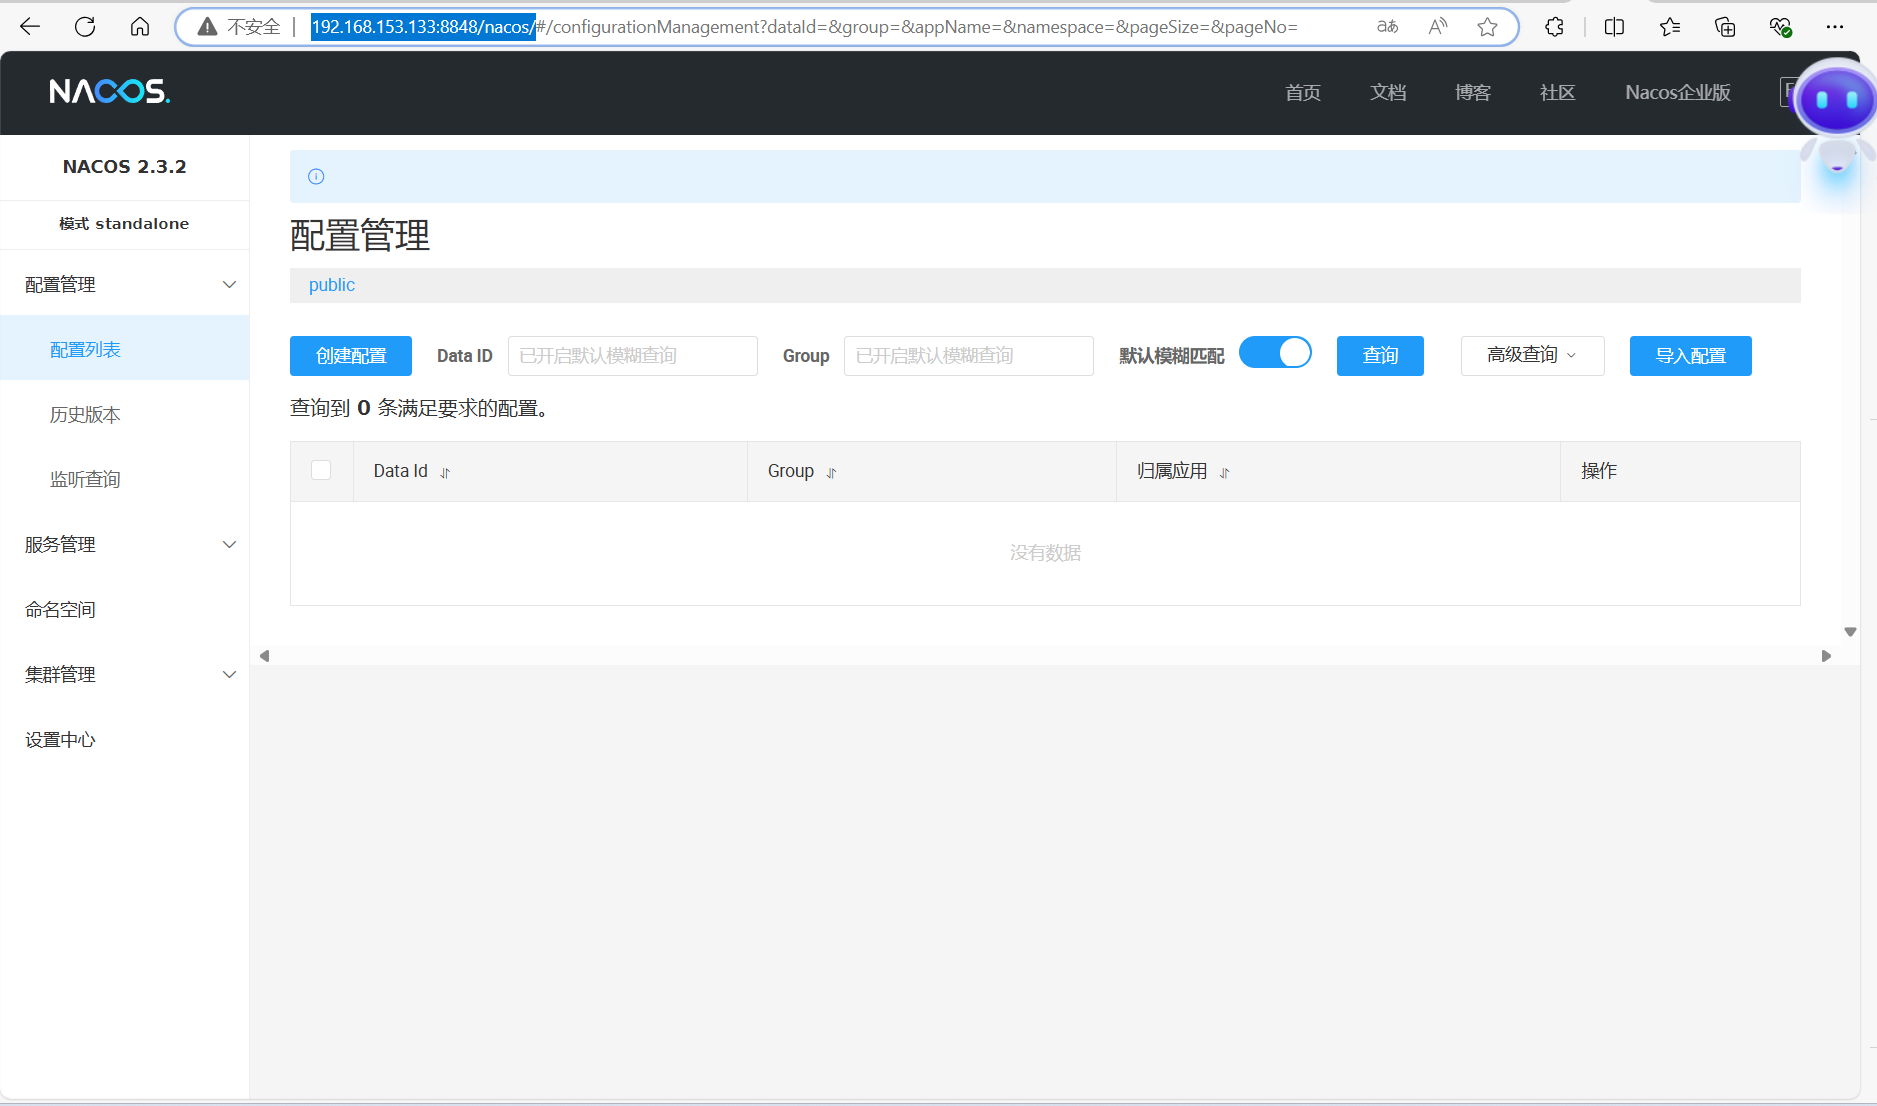 不安全 192.168.153.133:8848/nacos/#/configurationManagement?dataId=&group=&appName=&namespace=&pageSize=&pageNo=
NACOS.
首页 文档 博客 社区 Nacos企业版
NACOS 2.3.2
模式 standalone
配置管理
配置列表
历史版本
监听查询
服务管理
命名空间
集群管理
设置中心
配置管理
public
创建配置 Data ID 已开启默认模糊查询 Group 已开启默认模糊查询 默认模糊匹配 查询 高级查询 导入配置
查询到 0 条满足要求的配置。
Data Id Group 归属应用 操作
没有数据